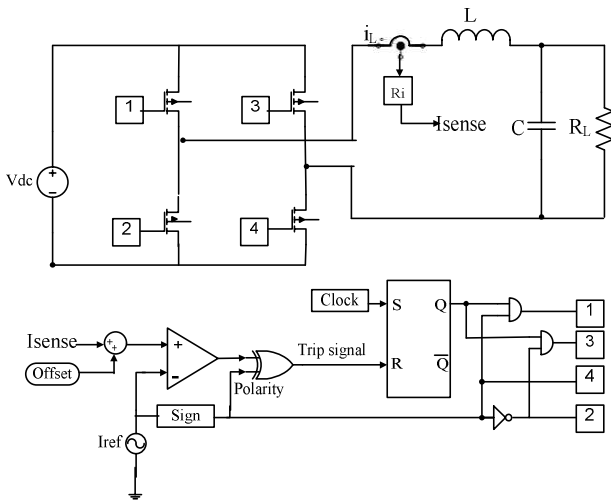 iL
L
1
3
Ri
Isense
C
RL
Vdc
+
−
2
4
Clock
S
Q
1
Isense
+
+
+
Trip signal
3
R
Q
Offset
-
Polarity
4
Sign
2
Iref